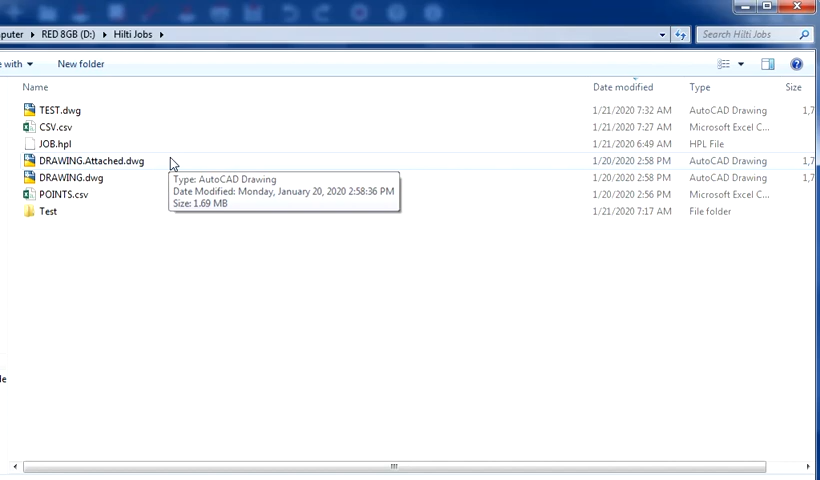 puter ▸ RED 8GB (D:) ▸ Hilti Jobs ▸ Search Hilti Jobs
with ▾ New folder
Name Date modified Type Size
TEST.dwg 1/21/2020 7:32 AM AutoCAD Drawing 1,7
CSV.csv 1/21/2020 7:27 AM Microsoft Excel C...
JOB.hpl 1/21/2020 6:49 AM HPL File
DRAWING.Attached.dwg 1/20/2020 2:58 PM AutoCAD Drawing 1,7
Type: AutoCAD Drawing
DRAWING.dwg 1/20/2020 2:58 PM AutoCAD Drawing 1,7
Date Modified: Monday, January 20, 2020 2:58:36 PM
POINTS.csv 1/20/2020 2:56 PM Microsoft Excel C...
Size: 1.69 MB
Test 1/21/2020 7:17 AM File folder